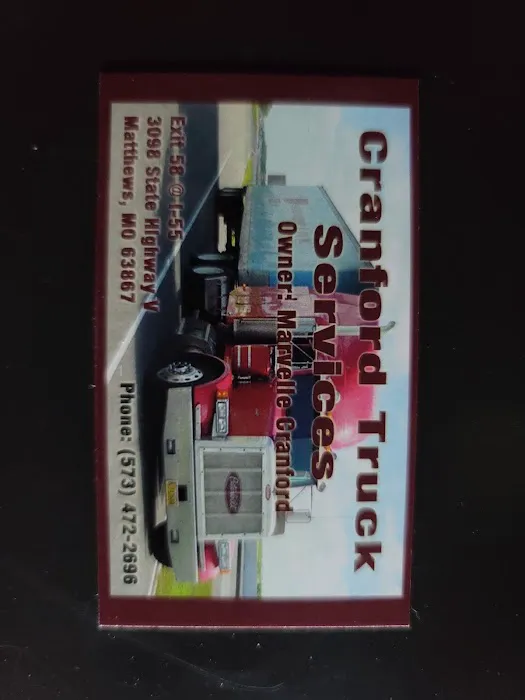 Cranford Truck
Services
Owner: Marvelle Cranford
Exit 58 @ I-55
3098 State Highway V
Matthews, MO 63867
Phone: (573) 472-2696